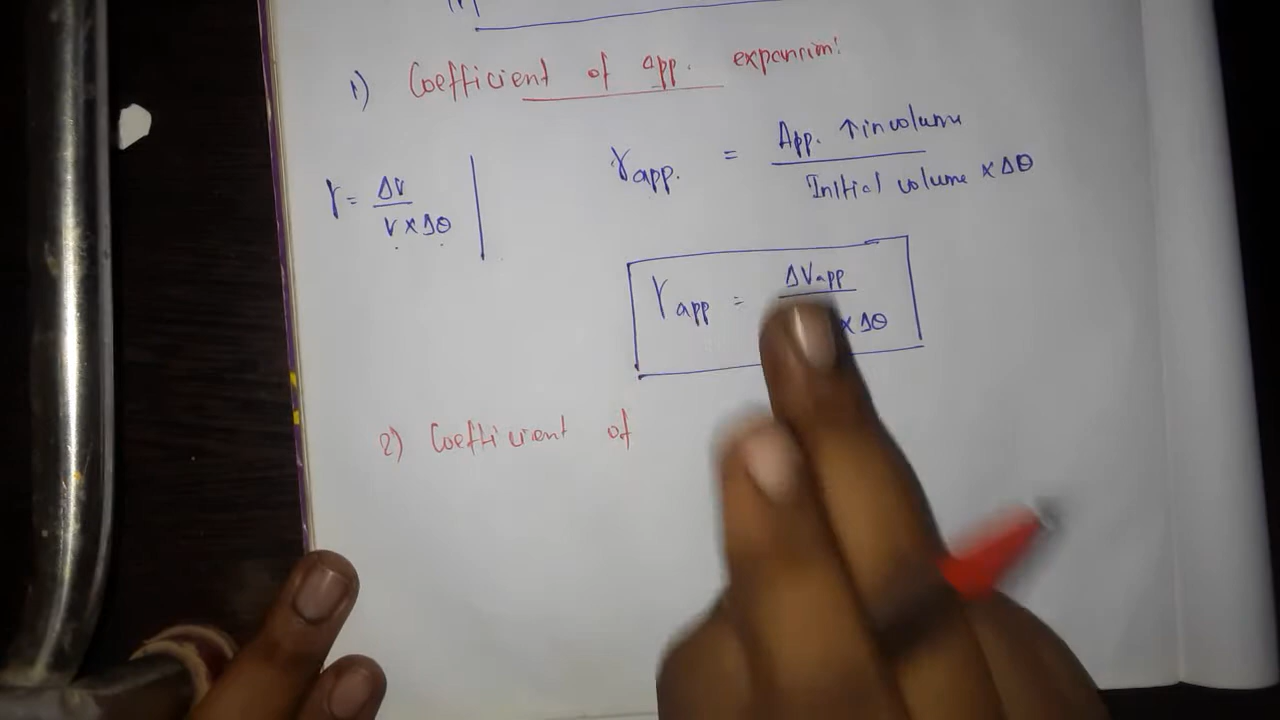 1) Coefficient of app. expansion:
γapp. = App. ↑ in volume / Initial volume × Δθ
γ = ΔV / V × Δθ
γapp = ΔVapp / × Δθ
2) Coefficient of